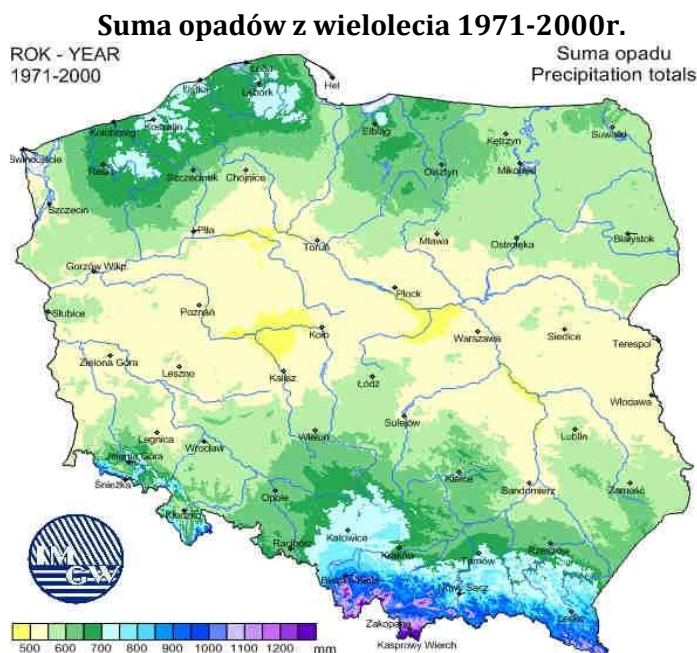 Suma opadów z wielolecia 1971-2000r.
ROK - YEAR
1971-2000
Suma opadu
Precipitation totals
Łeba
Ustka
Lębork
Hel
Kołobrzeg
Koszalin
Elbląg
Kętrzyn
Suwałki
Świnoujście
Resko
Szczecinek
Chojnice
Olsztyn
Mikołajki
Szczecin
Piła
Toruń
Mława
Ostrołęka
Białystok
Gorzów Wlkp.
Płock
Słubice
Poznań
Koło
Warszawa
Siedlce
Terespol
Zielona Góra
Leszno
Kalisz
Łódź
Włodawa
Sulejów
Legnica
Wrocław
Wieluń
Lublin
Jelenia Góra
Śnieżka
Opole
Kielce
Sandomierz
Zamość
Kłodzko
Racibórz
Katowice
Kraków
Tarnów
Rzeszów
Bielsko-Biała
Nowy Sącz
Lesko
Zakopane
Kasprowy Wierch
IMGW
500 600 700 800 900 1000 1100 1200 mm